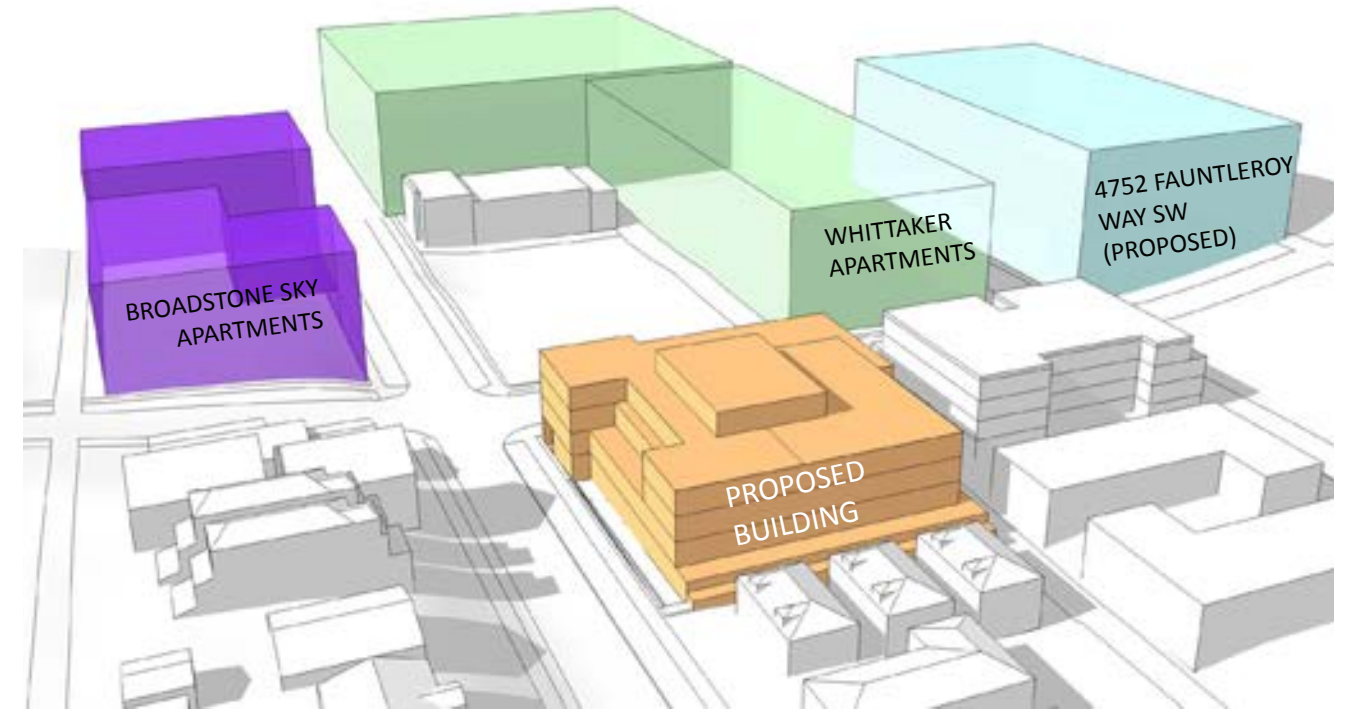 4752 FAUNTLEROY
WAY SW
(PROPOSED)
WHITTAKER
APARTMENTS
BROADSTONE SKY
APARTMENTS
PROPOSED
BUILDING